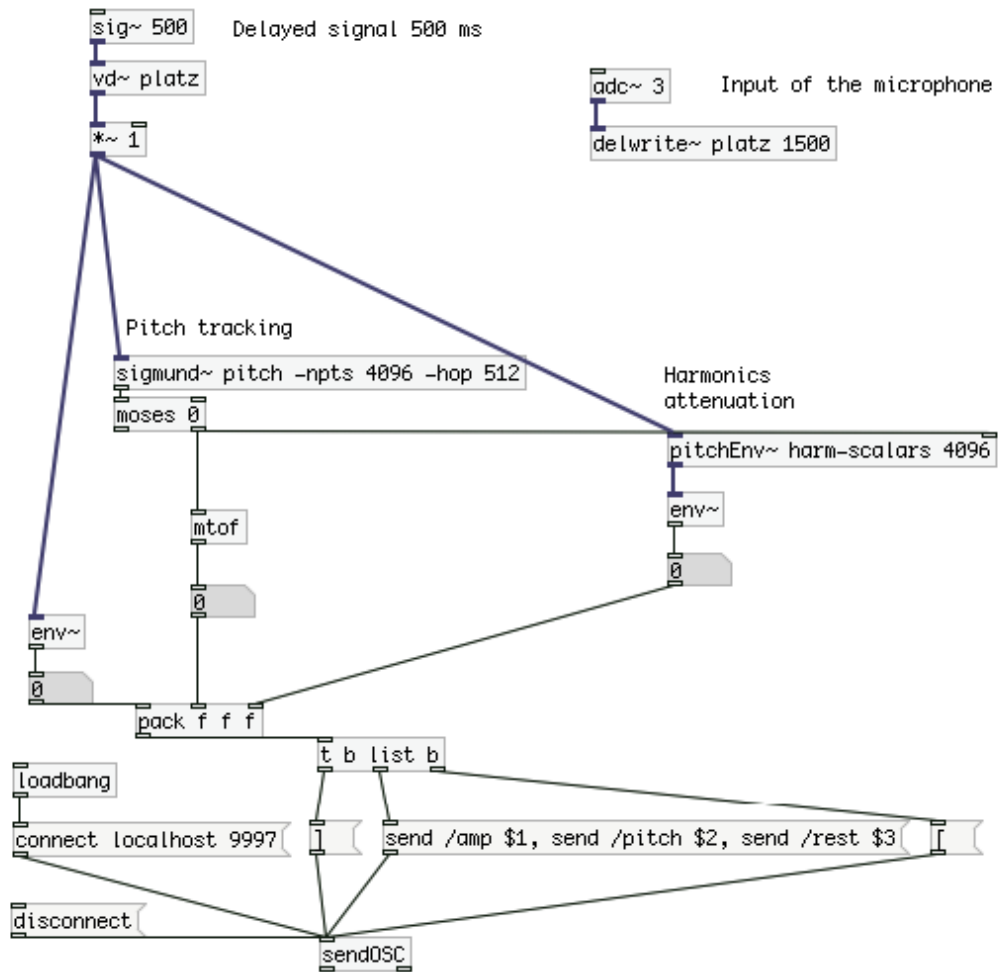 sig~ 500
Delayed signal 500 ms
vd~ platz
adc~ 3
Input of the microphone
*~ 1
delwrite~ platz 1500
Pitch tracking
sigmund~ pitch -npts 4096 -hop 512
Harmonics
attenuation
moses 0
pitchEnv~ harm-scalars 4096
env~
mtof
0
0
env~
0
pack f f f
t b list b
loadbang
connect localhost 9997
]
send /amp $1, send /pitch $2, send /rest $3
[
disconnect
sendOSC